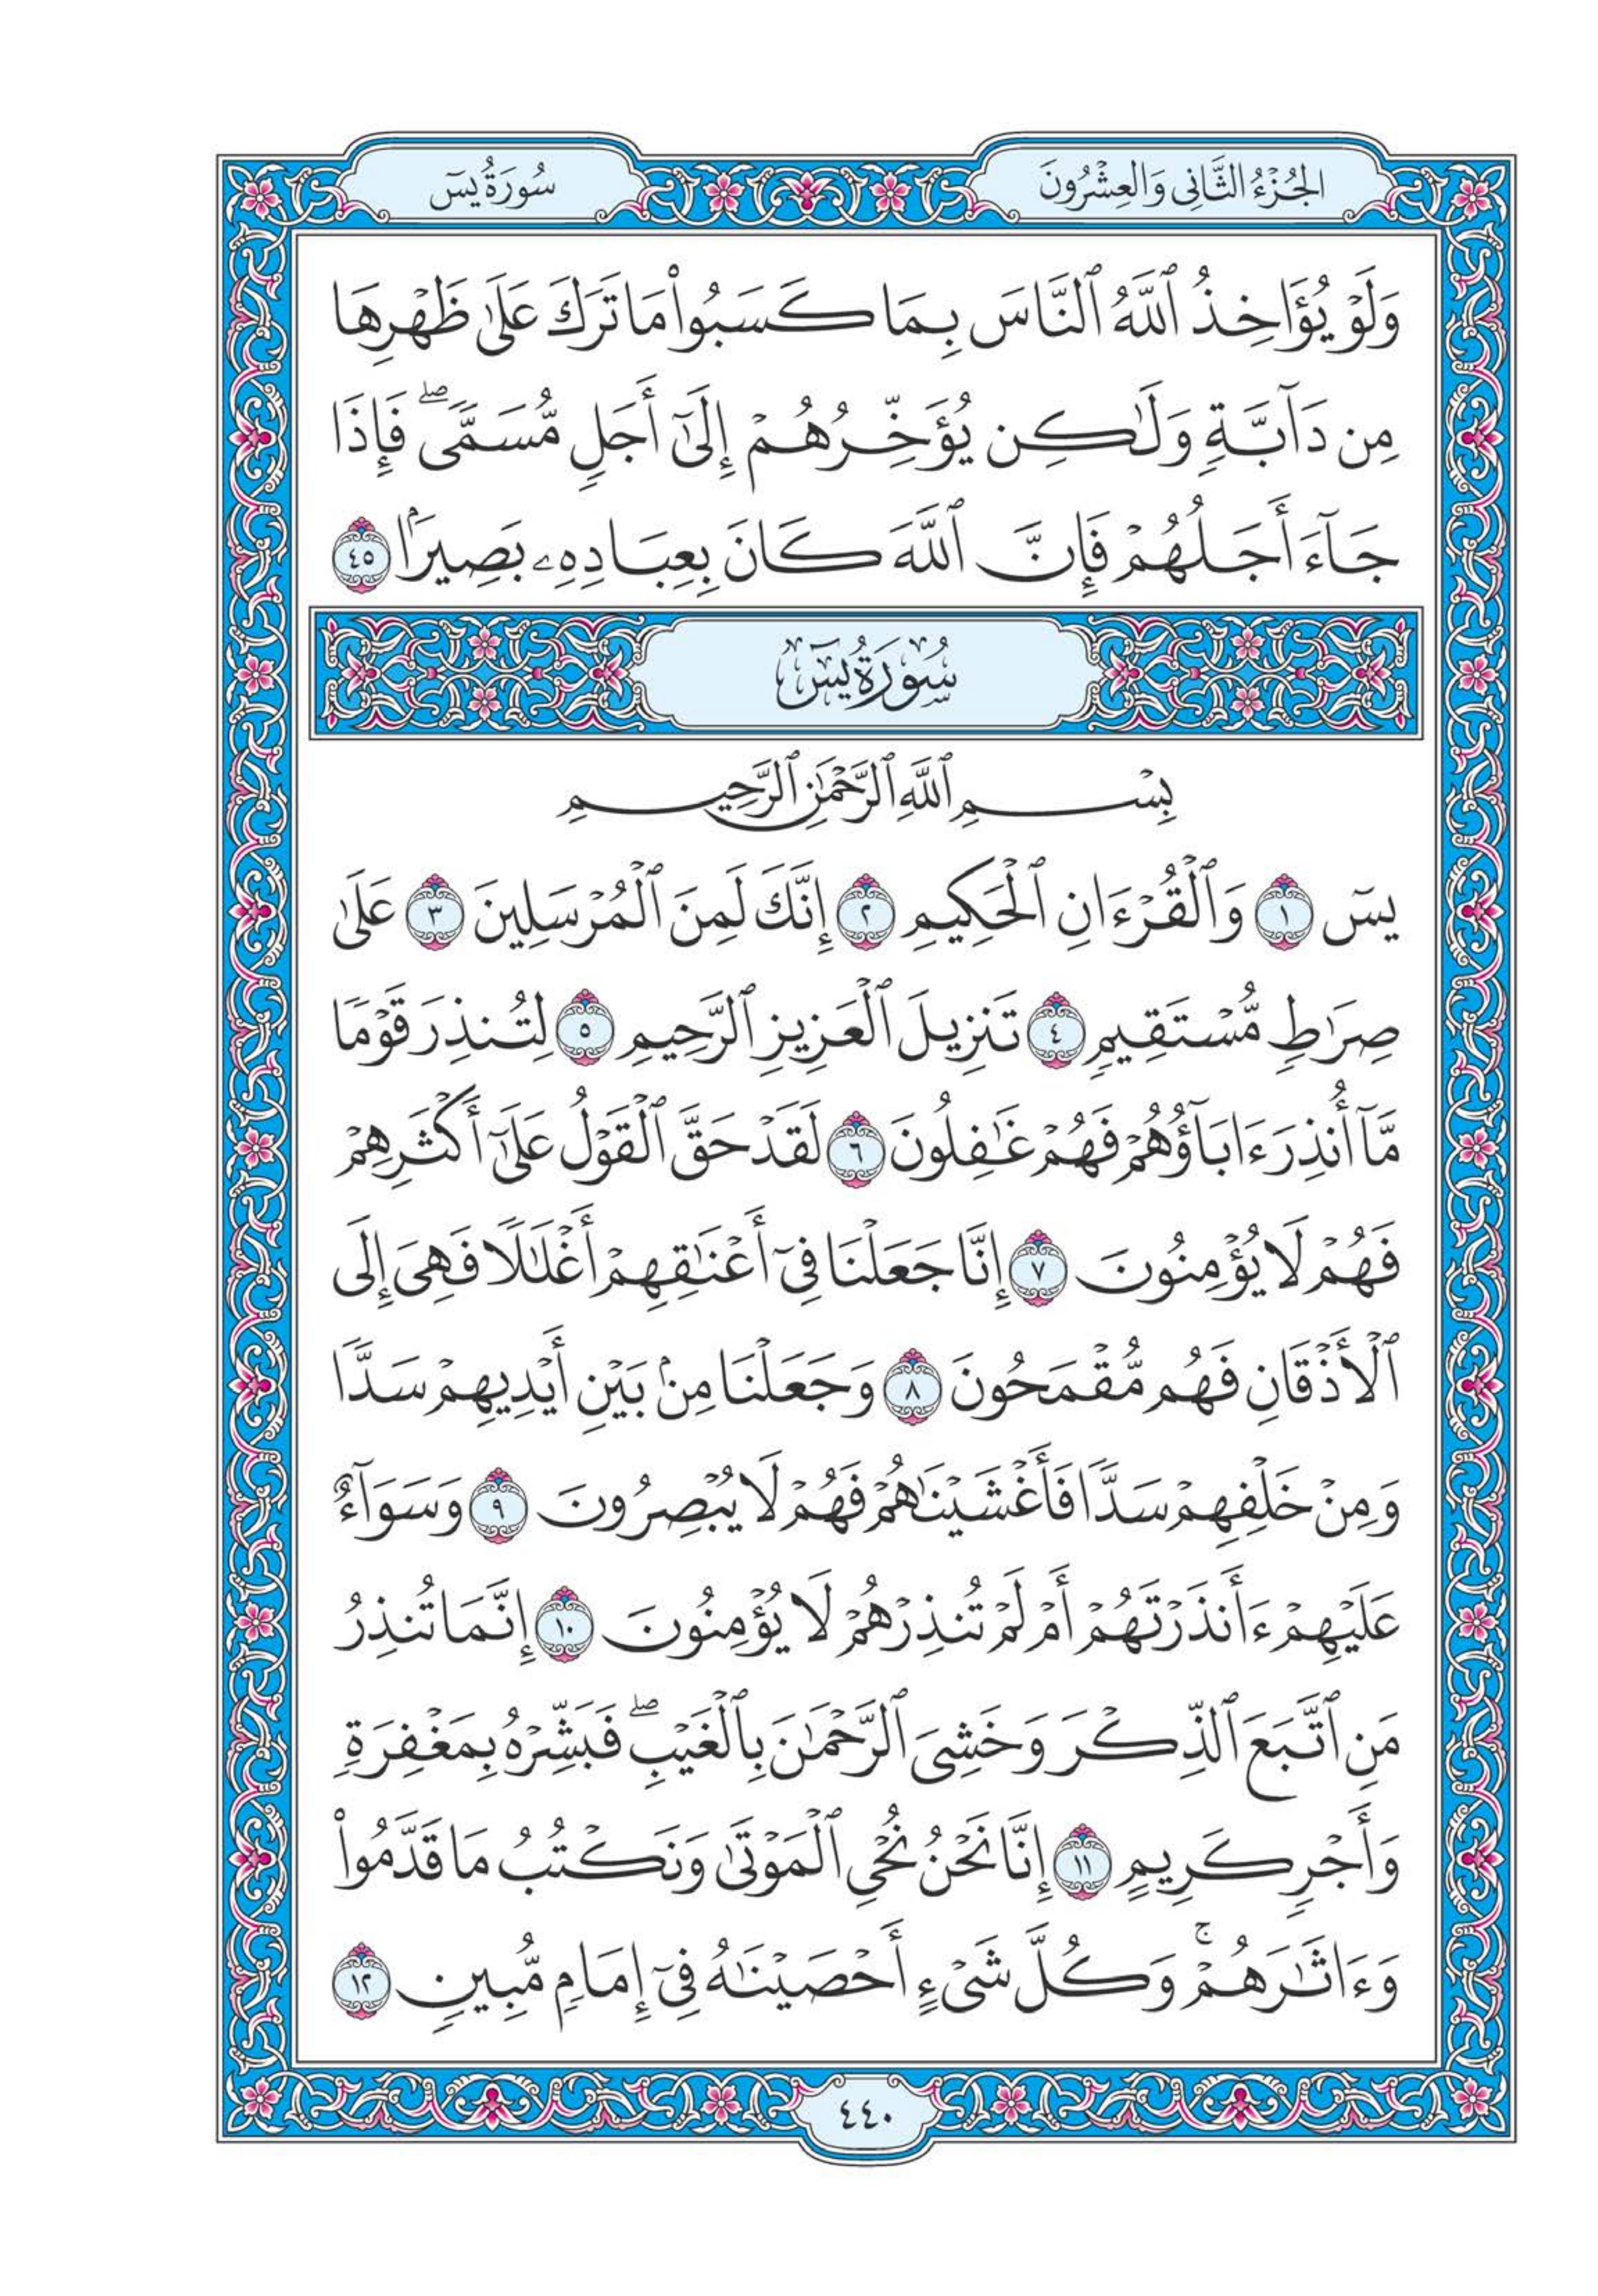 الجُزْءُ الثَّانِى وَالعِشْرُونَ
سُورَةُ يسٓ
وَلَوْ يُؤَاخِذُ ٱللَّهُ ٱلنَّاسَ بِمَا كَسَبُوا۟ مَا تَرَكَ عَلَىٰ ظَهْرِهَا
مِن دَآبَّةٍ وَلَٰكِن يُؤَخِّرُهُمْ إِلَىٰٓ أَجَلٍ مُّسَمًّى ۖ فَإِذَا
جَآءَ أَجَلُهُمْ فَإِنَّ ٱللَّهَ كَانَ بِعِبَادِهِۦ بَصِيرًۢا ٤٥
سُورَةُ يسٓ
بِسْمِ ٱللَّهِ ٱلرَّحْمَٰنِ ٱلرَّحِيمِ
يسٓ ١ وَٱلْقُرْءَانِ ٱلْحَكِيمِ ٢ إِنَّكَ لَمِنَ ٱلْمُرْسَلِينَ ٣ عَلَىٰ
صِرَٰطٍ مُّسْتَقِيمٍ ٤ تَنزِيلَ ٱلْعَزِيزِ ٱلرَّحِيمِ ٥ لِتُنذِرَ قَوْمًا
مَّآ أُنذِرَ ءَابَآؤُهُمْ فَهُمْ غَٰفِلُونَ ٦ لَقَدْ حَقَّ ٱلْقَوْلُ عَلَىٰٓ أَكْثَرِهِمْ
فَهُمْ لَا يُؤْمِنُونَ ٧ إِنَّا جَعَلْنَا فِىٓ أَعْنَٰقِهِمْ أَغْلَٰلًا فَهِىَ إِلَى
ٱلْأَذْقَانِ فَهُم مُّقْمَحُونَ ٨ وَجَعَلْنَا مِنۢ بَيْنِ أَيْدِيهِمْ سَدًّا
وَمِنْ خَلْفِهِمْ سَدًّا فَأَغْشَيْنَٰهُمْ فَهُمْ لَا يُبْصِرُونَ ٩ وَسَوَآءٌ
عَلَيْهِمْ ءَأَنذَرْتَهُمْ أَمْ لَمْ تُنذِرْهُمْ لَا يُؤْمِنُونَ ١٠ إِنَّمَا تُنذِرُ
مَنِ ٱتَّبَعَ ٱلذِّكْرَ وَخَشِىَ ٱلرَّحْمَٰنَ بِٱلْغَيْبِ ۖ فَبَشِّرْهُ بِمَغْفِرَةٍ
وَأَجْرٍ كَرِيمٍ ١١ إِنَّا نَحْنُ نُحْىِ ٱلْمَوْتَىٰ وَنَكْتُبُ مَا قَدَّمُوا۟
وَءَاثَٰرَهُمْ ۚ وَكُلَّ شَىْءٍ أَحْصَيْنَٰهُ فِىٓ إِمَامٍ مُّبِينٍ ١٢
٤٤٠